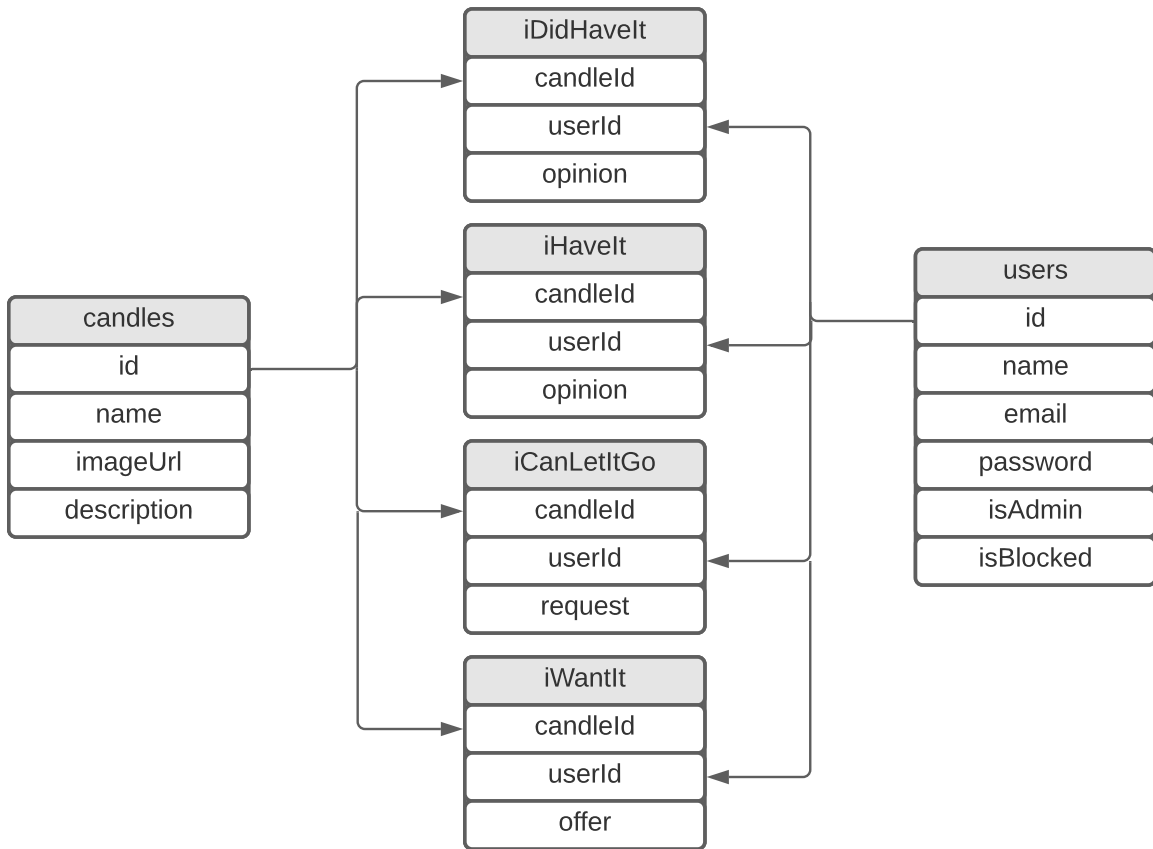 iDidHaveIt
candleId
userId
opinion
iHaveIt
candleId
userId
opinion
candles
id
name
imageUrl
description
iCanLetItGo
candleId
userId
request
iWantIt
candleId
userId
offer
users
id
name
email
password
isAdmin
isBlocked